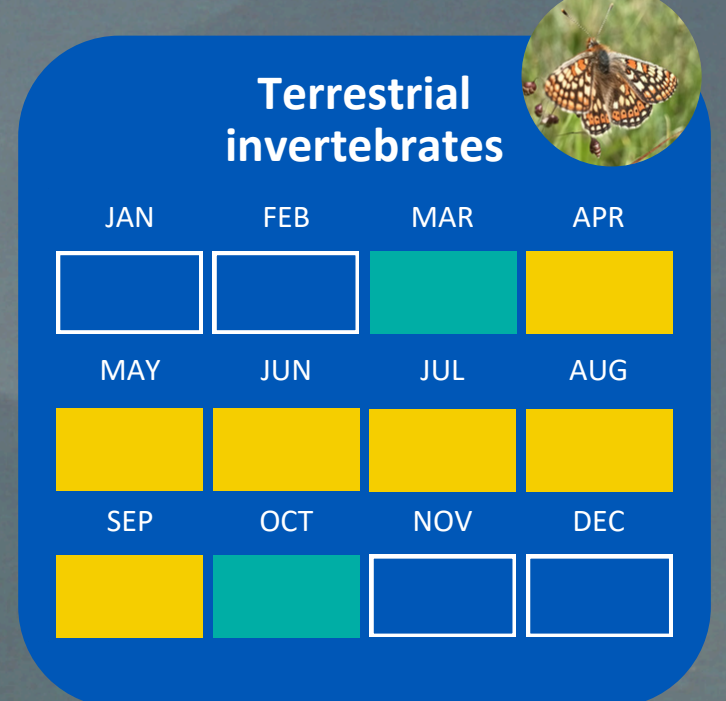 Terrestrial
invertebrates
JAN FEB MAR APR
MAY JUN JUL AUG
SEP OCT NOV DEC